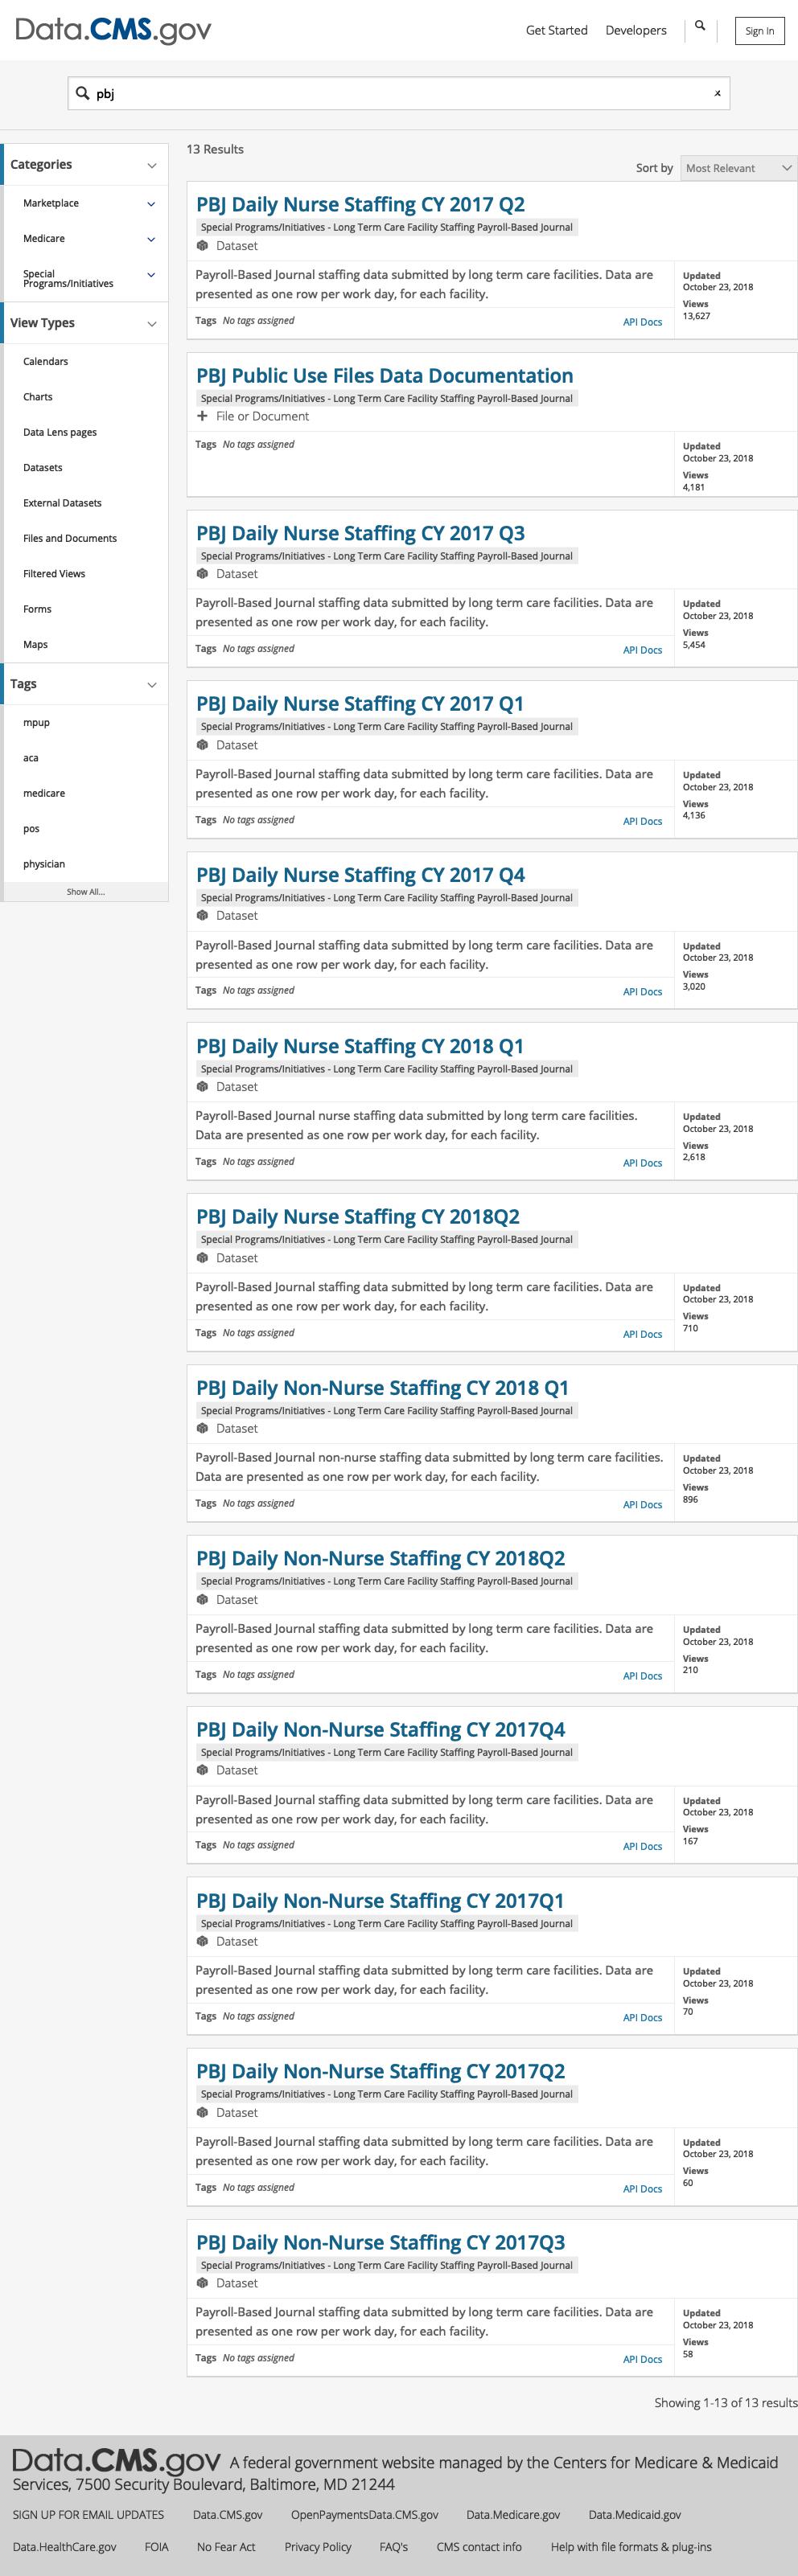 Data.CMS.gov
Get Started
Developers
Sign In
pbj
x
Categories
Marketplace
Medicare
Special
Programs/Initiatives
View Types
Calendars
Charts
Data Lens pages
Datasets
External Datasets
Files and Documents
Filtered Views
Forms
Maps
Tags
mpup
aca
medicare
pos
physician
Show All...
13 Results
Sort by
Most Relevant
PBJ Daily Nurse Staffing CY 2017 Q2
Special Programs/Initiatives - Long Term Care Facility Staffing Payroll-Based Journal
Dataset
Payroll-Based Journal staffing data submitted by long term care facilities. Data are
presented as one row per work day, for each facility.
Tags No tags assigned
API Docs
Updated
October 23, 2018
Views
13,627
PBJ Public Use Files Data Documentation
Special Programs/Initiatives - Long Term Care Facility Staffing Payroll-Based Journal
File or Document
Tags No tags assigned
Updated
October 23, 2018
Views
4,181
PBJ Daily Nurse Staffing CY 2017 Q3
Special Programs/Initiatives - Long Term Care Facility Staffing Payroll-Based Journal
Dataset
Payroll-Based Journal staffing data submitted by long term care facilities. Data are
presented as one row per work day, for each facility.
Tags No tags assigned
API Docs
Updated
October 23, 2018
Views
5,454
PBJ Daily Nurse Staffing CY 2017 Q1
Special Programs/Initiatives - Long Term Care Facility Staffing Payroll-Based Journal
Dataset
Payroll-Based Journal staffing data submitted by long term care facilities. Data are
presented as one row per work day, for each facility.
Tags No tags assigned
API Docs
Updated
October 23, 2018
Views
4,136
PBJ Daily Nurse Staffing CY 2017 Q4
Special Programs/Initiatives - Long Term Care Facility Staffing Payroll-Based Journal
Dataset
Payroll-Based Journal staffing data submitted by long term care facilities. Data are
presented as one row per work day, for each facility.
Tags No tags assigned
API Docs
Updated
October 23, 2018
Views
3,020
PBJ Daily Nurse Staffing CY 2018 Q1
Special Programs/Initiatives - Long Term Care Facility Staffing Payroll-Based Journal
Dataset
Payroll-Based Journal nurse staffing data submitted by long term care facilities.
Data are presented as one row per work day, for each facility.
Tags No tags assigned
API Docs
Updated
October 23, 2018
Views
2,618
PBJ Daily Nurse Staffing CY 2018Q2
Special Programs/Initiatives - Long Term Care Facility Staffing Payroll-Based Journal
Dataset
Payroll-Based Journal staffing data submitted by long term care facilities. Data are
presented as one row per work day, for each facility.
Tags No tags assigned
API Docs
Updated
October 23, 2018
Views
710
PBJ Daily Non-Nurse Staffing CY 2018 Q1
Special Programs/Initiatives - Long Term Care Facility Staffing Payroll-Based Journal
Dataset
Payroll-Based Journal non-nurse staffing data submitted by long term care facilities.
Data are presented as one row per work day, for each facility.
Tags No tags assigned
API Docs
Updated
October 23, 2018
Views
896
PBJ Daily Non-Nurse Staffing CY 2018Q2
Special Programs/Initiatives - Long Term Care Facility Staffing Payroll-Based Journal
Dataset
Payroll-Based Journal staffing data submitted by long term care facilities. Data are
presented as one row per work day, for each facility.
Tags No tags assigned
API Docs
Updated
October 23, 2018
Views
210
PBJ Daily Non-Nurse Staffing CY 2017Q4
Special Programs/Initiatives - Long Term Care Facility Staffing Payroll-Based Journal
Dataset
Payroll-Based Journal staffing data submitted by long term care facilities. Data are
presented as one row per work day, for each facility.
Tags No tags assigned
API Docs
Updated
October 23, 2018
Views
167
PBJ Daily Non-Nurse Staffing CY 2017Q1
Special Programs/Initiatives - Long Term Care Facility Staffing Payroll-Based Journal
Dataset
Payroll-Based Journal staffing data submitted by long term care facilities. Data are
presented as one row per work day, for each facility.
Tags No tags assigned
API Docs
Updated
October 23, 2018
Views
70
PBJ Daily Non-Nurse Staffing CY 2017Q2
Special Programs/Initiatives - Long Term Care Facility Staffing Payroll-Based Journal
Dataset
Payroll-Based Journal staffing data submitted by long term care facilities. Data are
presented as one row per work day, for each facility.
Tags No tags assigned
API Docs
Updated
October 23, 2018
Views
60
PBJ Daily Non-Nurse Staffing CY 2017Q3
Special Programs/Initiatives - Long Term Care Facility Staffing Payroll-Based Journal
Dataset
Payroll-Based Journal staffing data submitted by long term care facilities. Data are
presented as one row per work day, for each facility.
Tags No tags assigned
API Docs
Updated
October 23, 2018
Views
58
Showing 1-13 of 13 results
Data.CMS.gov A federal government website managed by the Centers for Medicare & Medicaid
Services, 7500 Security Boulevard, Baltimore, MD 21244
SIGN UP FOR EMAIL UPDATES Data.CMS.gov OpenPaymentsData.CMS.gov Data.Medicare.gov Data.Medicaid.gov
Data.HealthCare.gov FOIA No Fear Act Privacy Policy FAQ's CMS contact info Help with file formats & plug-ins